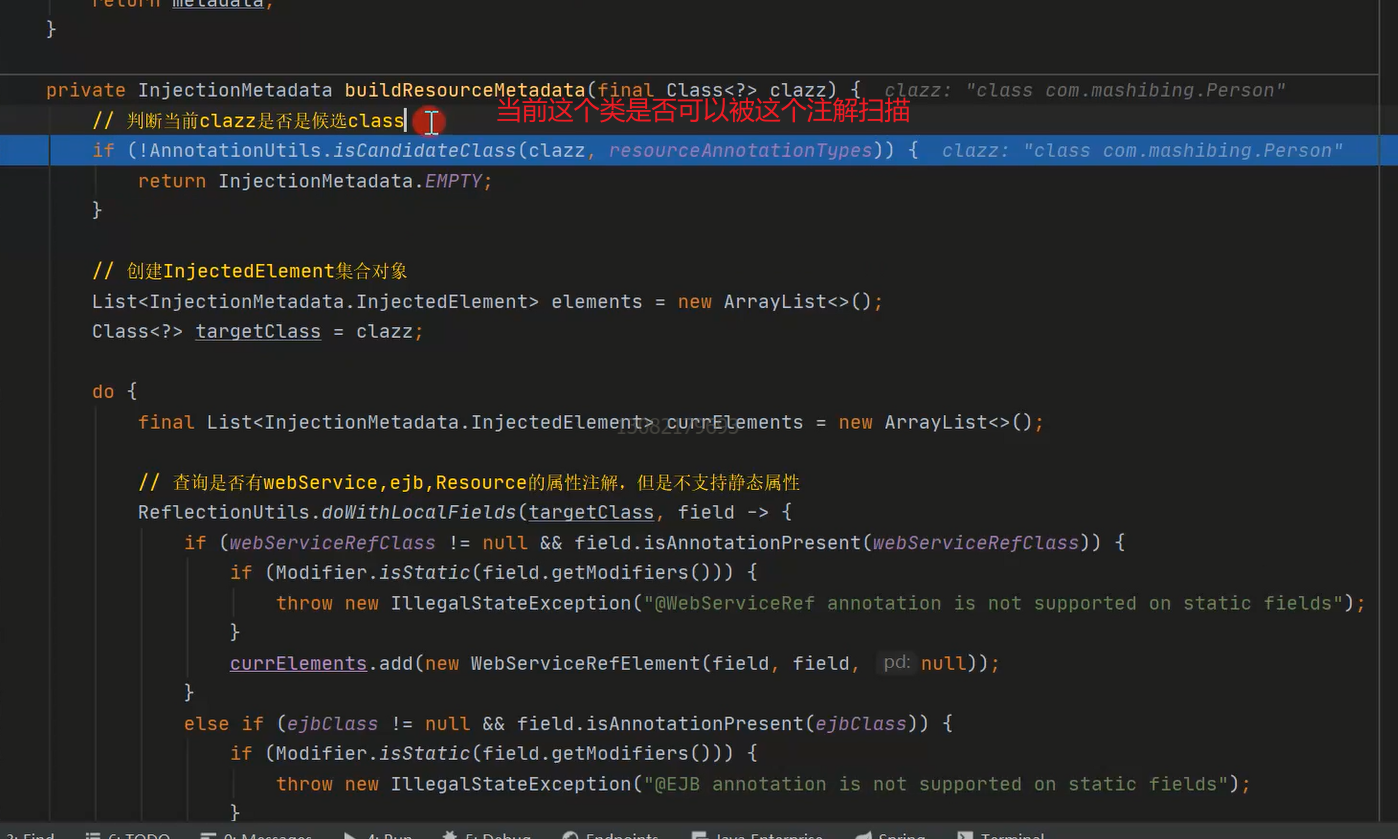 return metadata;
}
private InjectionMetadata buildResourceMetadata(final Class<?> clazz) {  clazz: "class com.mashibing.Person"
当前这个类是否可以被这个注解扫描
// 判断当前clazz是否是候选class
if (!AnnotationUtils.isCandidateClass(clazz, resourceAnnotationTypes)) {  clazz: "class com.mashibing.Person"
return InjectionMetadata.EMPTY;
}
// 创建InjectedElement集合对象
List<InjectionMetadata.InjectedElement> elements = new ArrayList<>();
Class<?> targetClass = clazz;
do {
final List<InjectionMetadata.InjectedElement> currElements = new ArrayList<>();
// 查询是否有webService,ejb,Resource的属性注解，但是不支持静态属性
ReflectionUtils.doWithLocalFields(targetClass, field -> {
if (webServiceRefClass != null && field.isAnnotationPresent(webServiceRefClass)) {
if (Modifier.isStatic(field.getModifiers())) {
throw new IllegalStateException("@WebServiceRef annotation is not supported on static fields");
}
currElements.add(new WebServiceRefElement(field, field, pd: null));
}
else if (ejbClass != null && field.isAnnotationPresent(ejbClass)) {
if (Modifier.isStatic(field.getModifiers())) {
throw new IllegalStateException("@EJB annotation is not supported on static fields");
}
3: Find 6: TODO 0: Messages 4: Run 5: Debug Endpoints Java Enterprise Spring Terminal